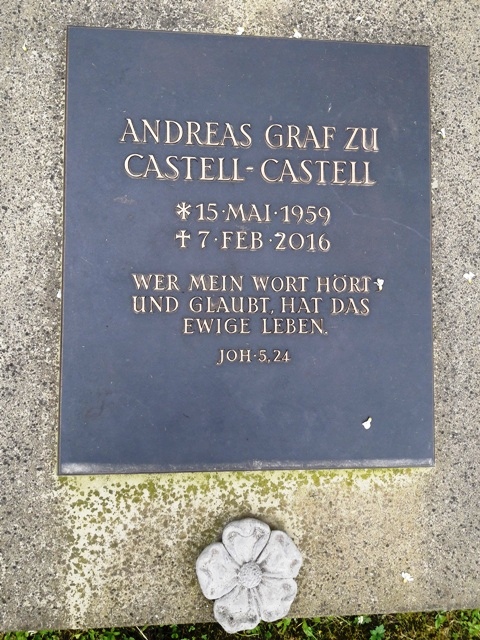 ANDREAS GRAF ZU
CASTELL-CASTELL
*15·MAI·1959
✝7·FEB·2016
WER MEIN WORT HÖRT
UND GLAUBT, HAT DAS
EWIGE LEBEN.
JOH·5,24